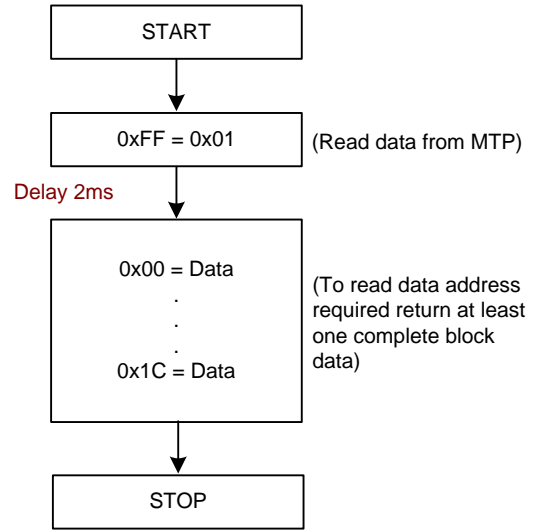 START
0xFF = 0x01
(Read data from MTP)
Delay 2ms
0x00 = Data
.
.
.
0x1C = Data
(To read data address
required return at least
one complete block
data)
STOP